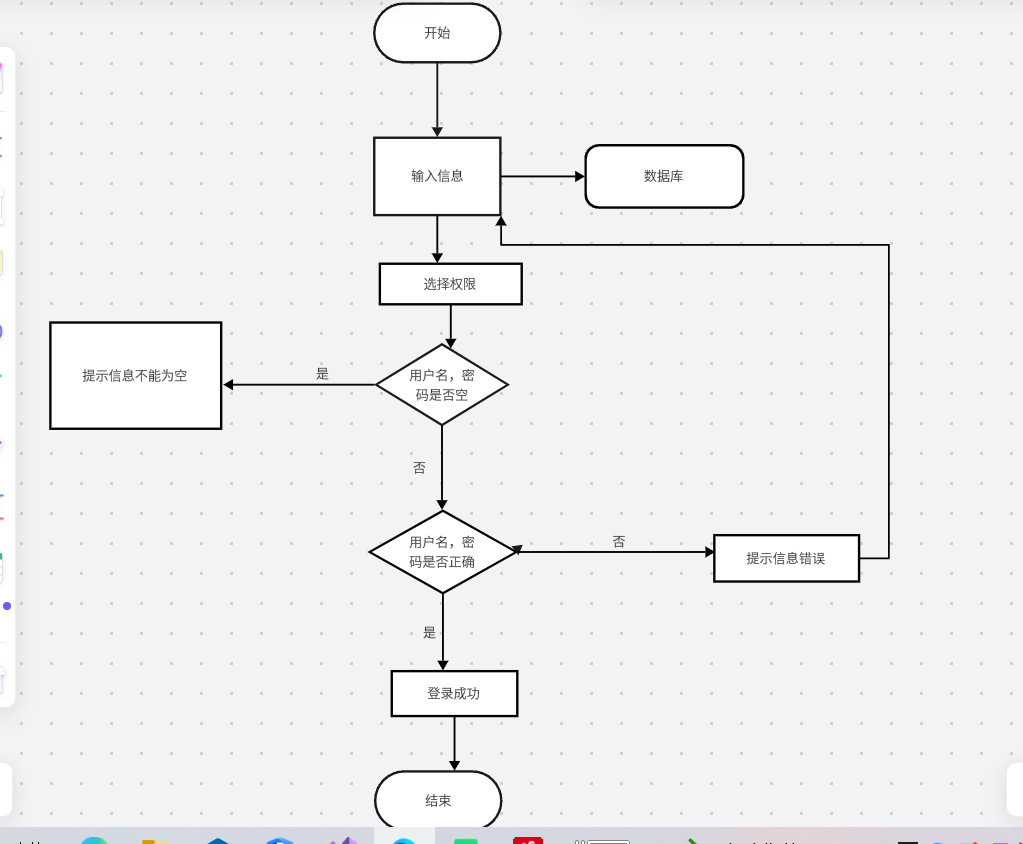 开始
输入信息
数据库
选择权限
提示信息不能为空
是
用户名，密
码是否空
否
用户名，密
码是否正确
否
提示信息错误
是
登录成功
结束